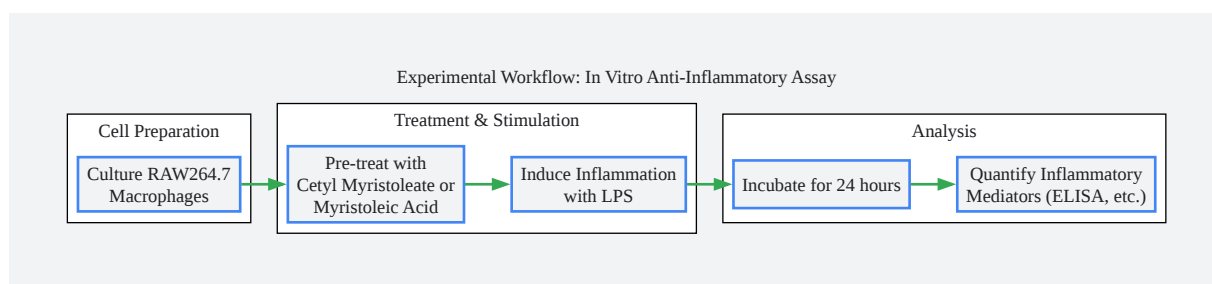 Experimental Workflow: In Vitro Anti-Inflammatory Assay
Cell Preparation
Culture RAW264.7
Macrophages
Treatment & Stimulation
Pre-treat with
Cetyl Myristoleate or
Myristoleic Acid
Induce Inflammation
with LPS
Analysis
Incubate for 24 hours
Quantify Inflammatory
Mediators (ELISA, etc.)